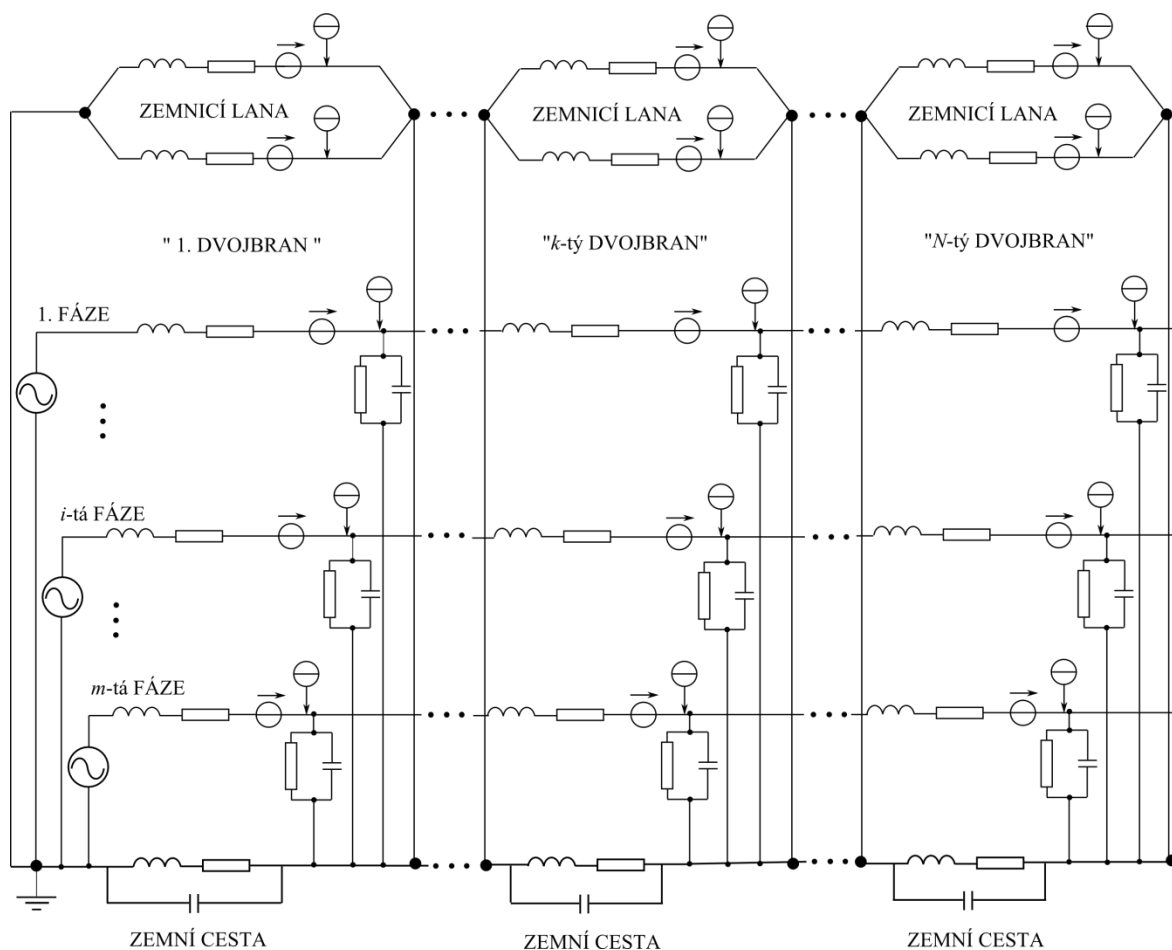 ZEMNICÍ LANA
ZEMNICÍ LANA
ZEMNICÍ LANA
" 1. DVOJBRAN "
"k-tý DVOJBRAN"
"N-tý DVOJBRAN"
1. FÁZE
i-tá FÁZE
m-tá FÁZE
ZEMNÍ CESTA
ZEMNÍ CESTA
ZEMNÍ CESTA